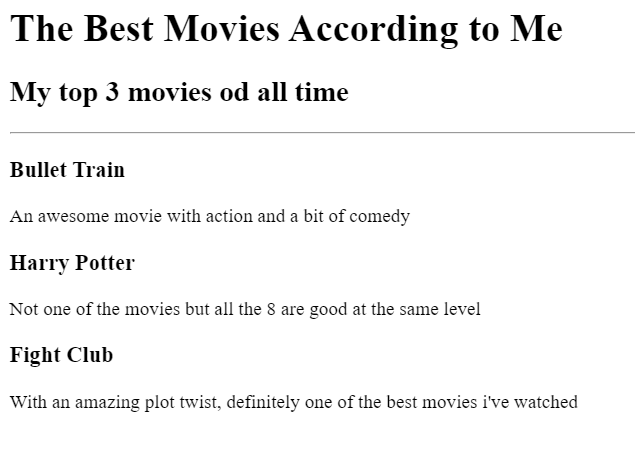 The Best Movies According to Me
My top 3 movies od all time
Bullet Train
An awesome movie with action and a bit of comedy
Harry Potter
Not one of the movies but all the 8 are good at the same level
Fight Club
With an amazing plot twist, definitely one of the best movies i've watched